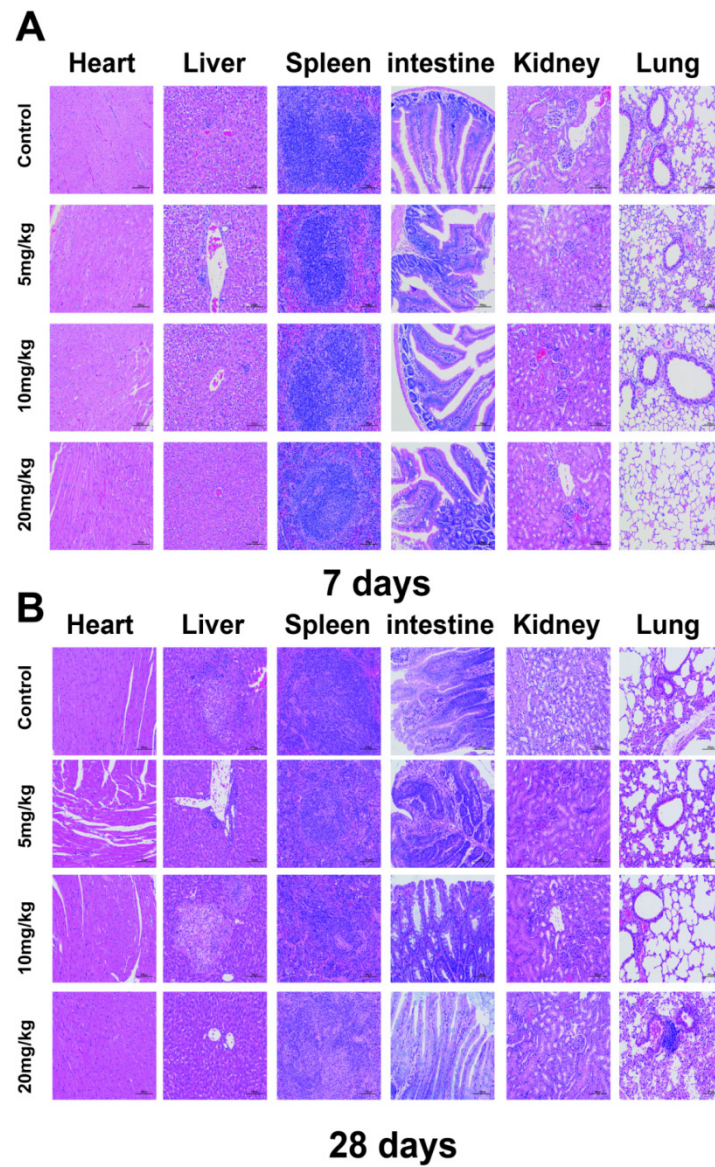 A
Heart Liver Spleen intestine Kidney Lung
Control
5mg/kg
10mg/kg
20mg/kg
7 days
B
Heart Liver Spleen intestine Kidney Lung
Control
5mg/kg
10mg/kg
20mg/kg
28 days